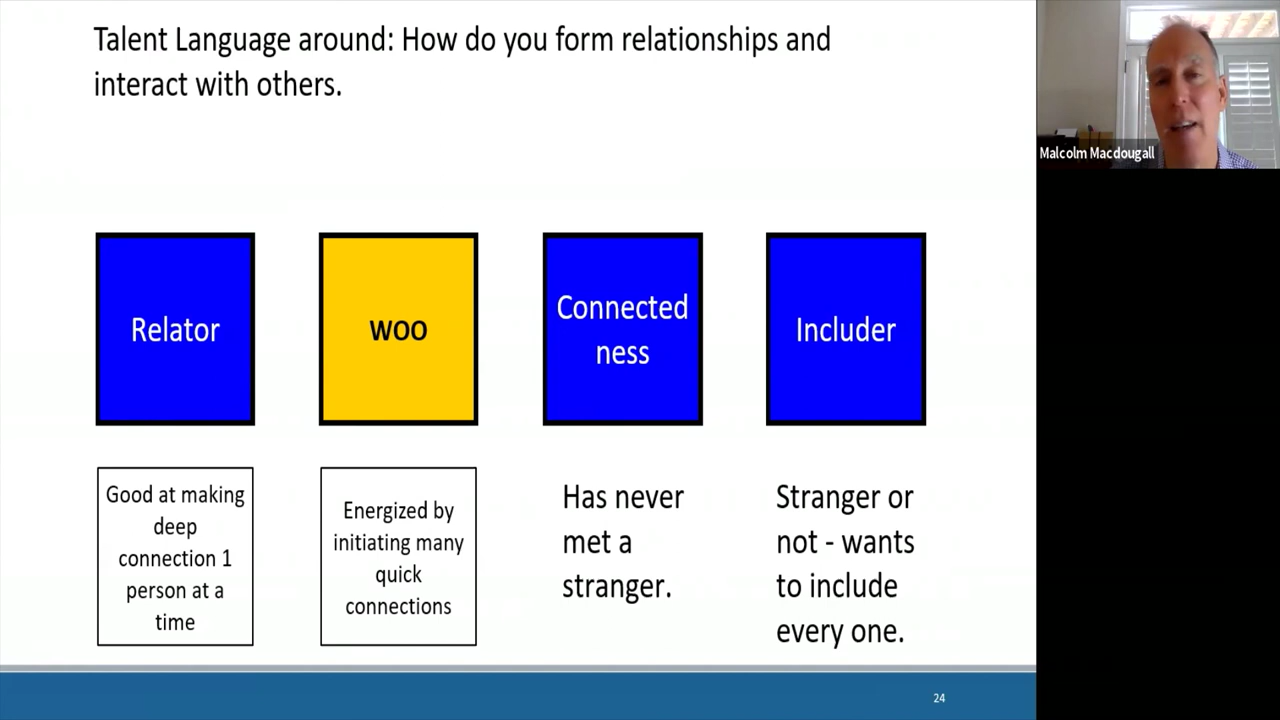 Talent Language around: How do you form relationships and
interact with others.
Malcolm Macdougall
Relator
WOO
Connected
ness
Includer
Good at making
deep
connection 1
person at a
time
Energized by
initiating many
quick
connections
Has never
met a
stranger.
Stranger or
not - wants
to include
every one.
24